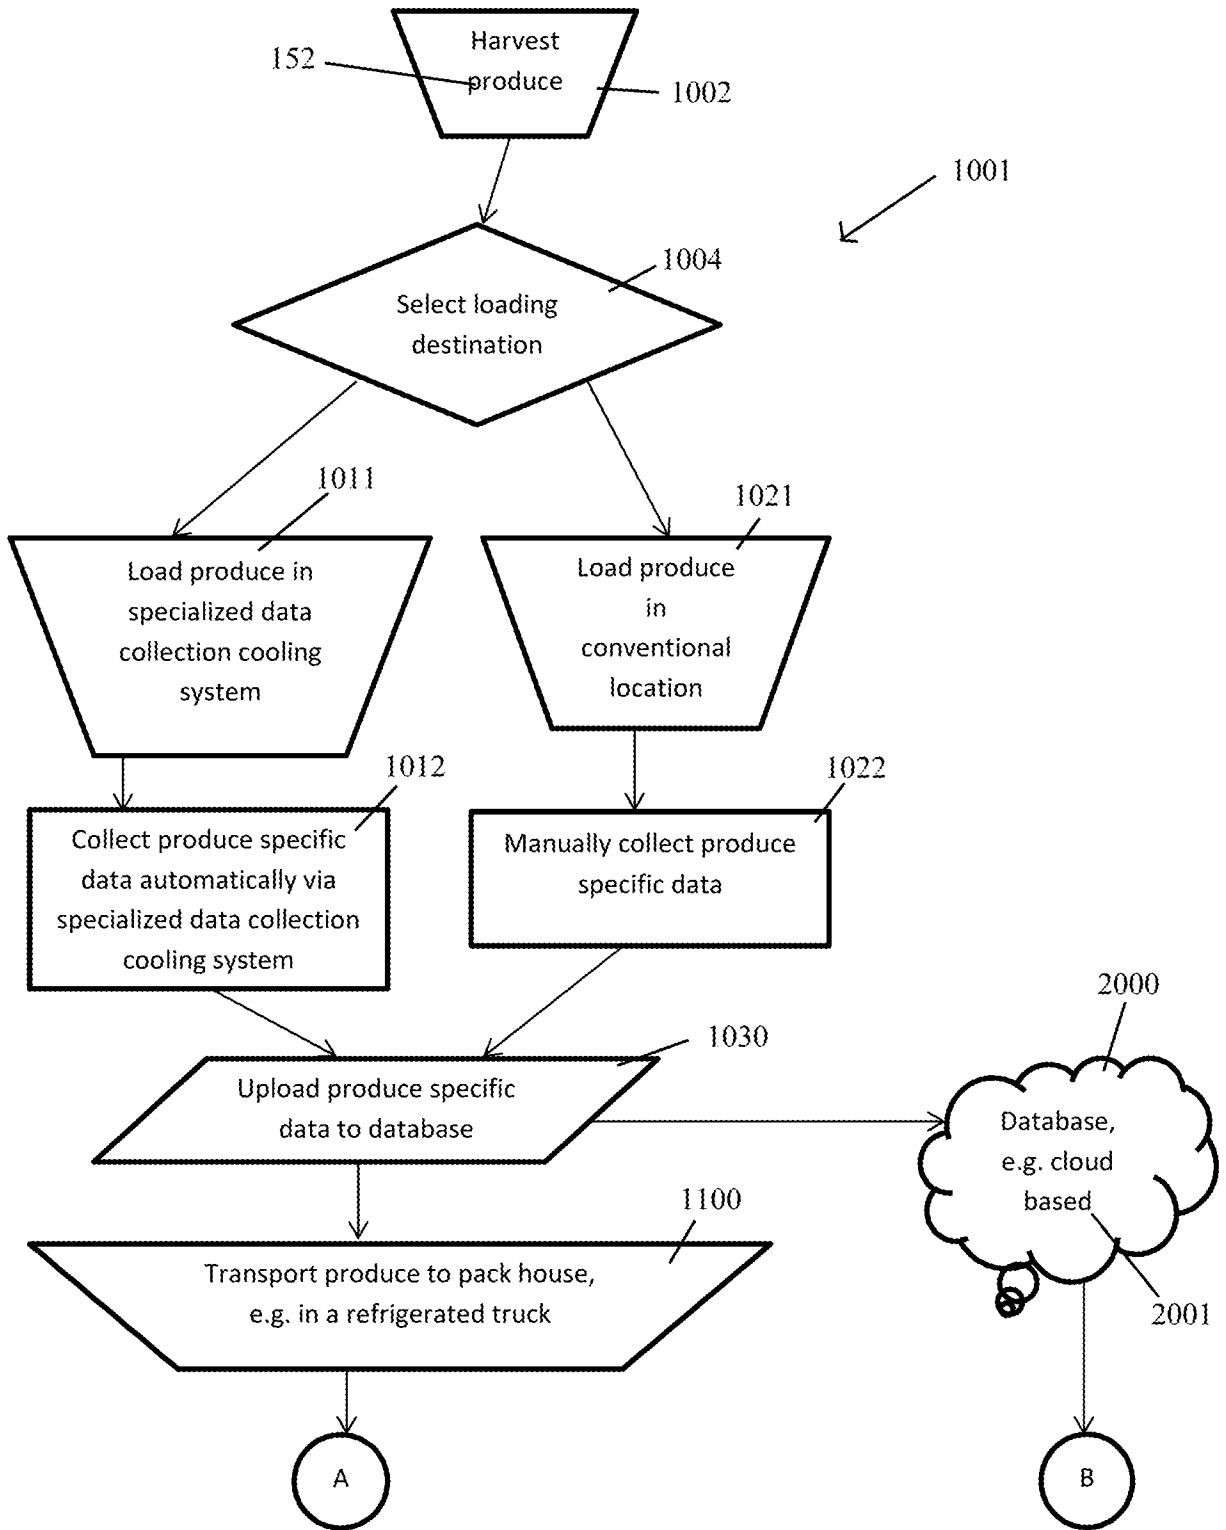 Harvest
produce
152
1002
1001
1004
Select loading
destination
1011
1021
Load produce in
specialized data
collection cooling
system
Load produce
in
conventional
location
1012
1022
Collect produce specific
data automatically via
specialized data collection
cooling system
Manually collect produce
specific data
2000
1030
Upload produce specific
data to database
Database,
e.g. cloud
based
1100
Transport produce to pack house,
e.g. in a refrigerated truck
2001
A
B